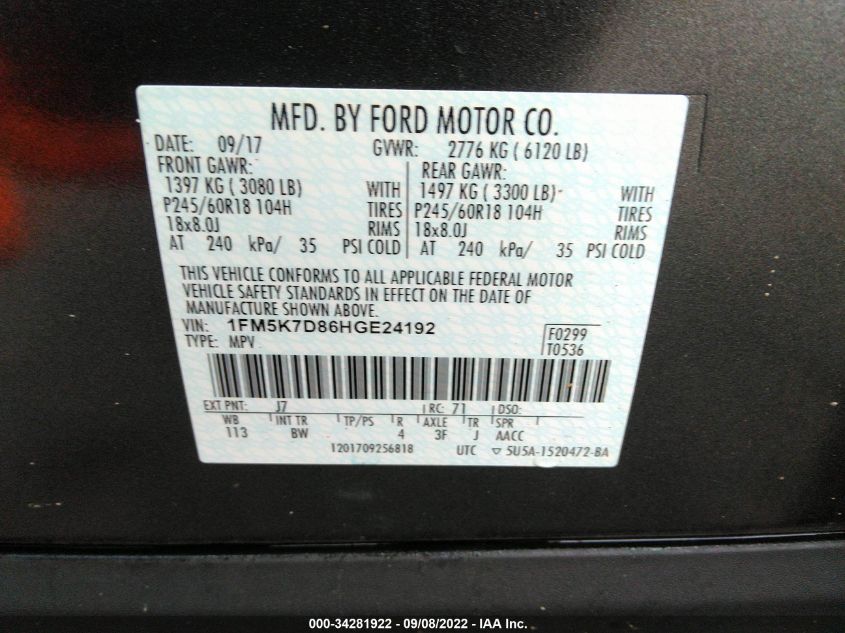 MFD. BY FORD MOTOR CO.
DATE: 09/17 GVWR: 2776 KG ( 6120 LB)
FRONT GAWR: REAR GAWR:
1397 KG ( 3080 LB) WITH 1497 KG ( 3300 LB) WITH
P245/60R18 104H TIRES P245/60R18 104H TIRES
18x8.0J RIMS 18x8.0J RIMS
AT 240 kPa/ 35 PSI COLD AT 240 kPa/ 35 PSI COLD
THIS VEHICLE CONFORMS TO ALL APPLICABLE FEDERAL MOTOR
VEHICLE SAFETY STANDARDS IN EFFECT ON THE DATE OF
MANUFACTURE SHOWN ABOVE.
VIN: 1FM5K7D86HGE24192 F0299
TYPE: MPV T0536
EXT PNT: J7 RC: 71 DSO:
WB INT TR TP/PS R AXLE TR SPR
113 BW 4 3F J AACC
1201709256818 UTC ▽ 5U5A-1520472-BA
000-34281922 - 09/08/2022 - IAA Inc.